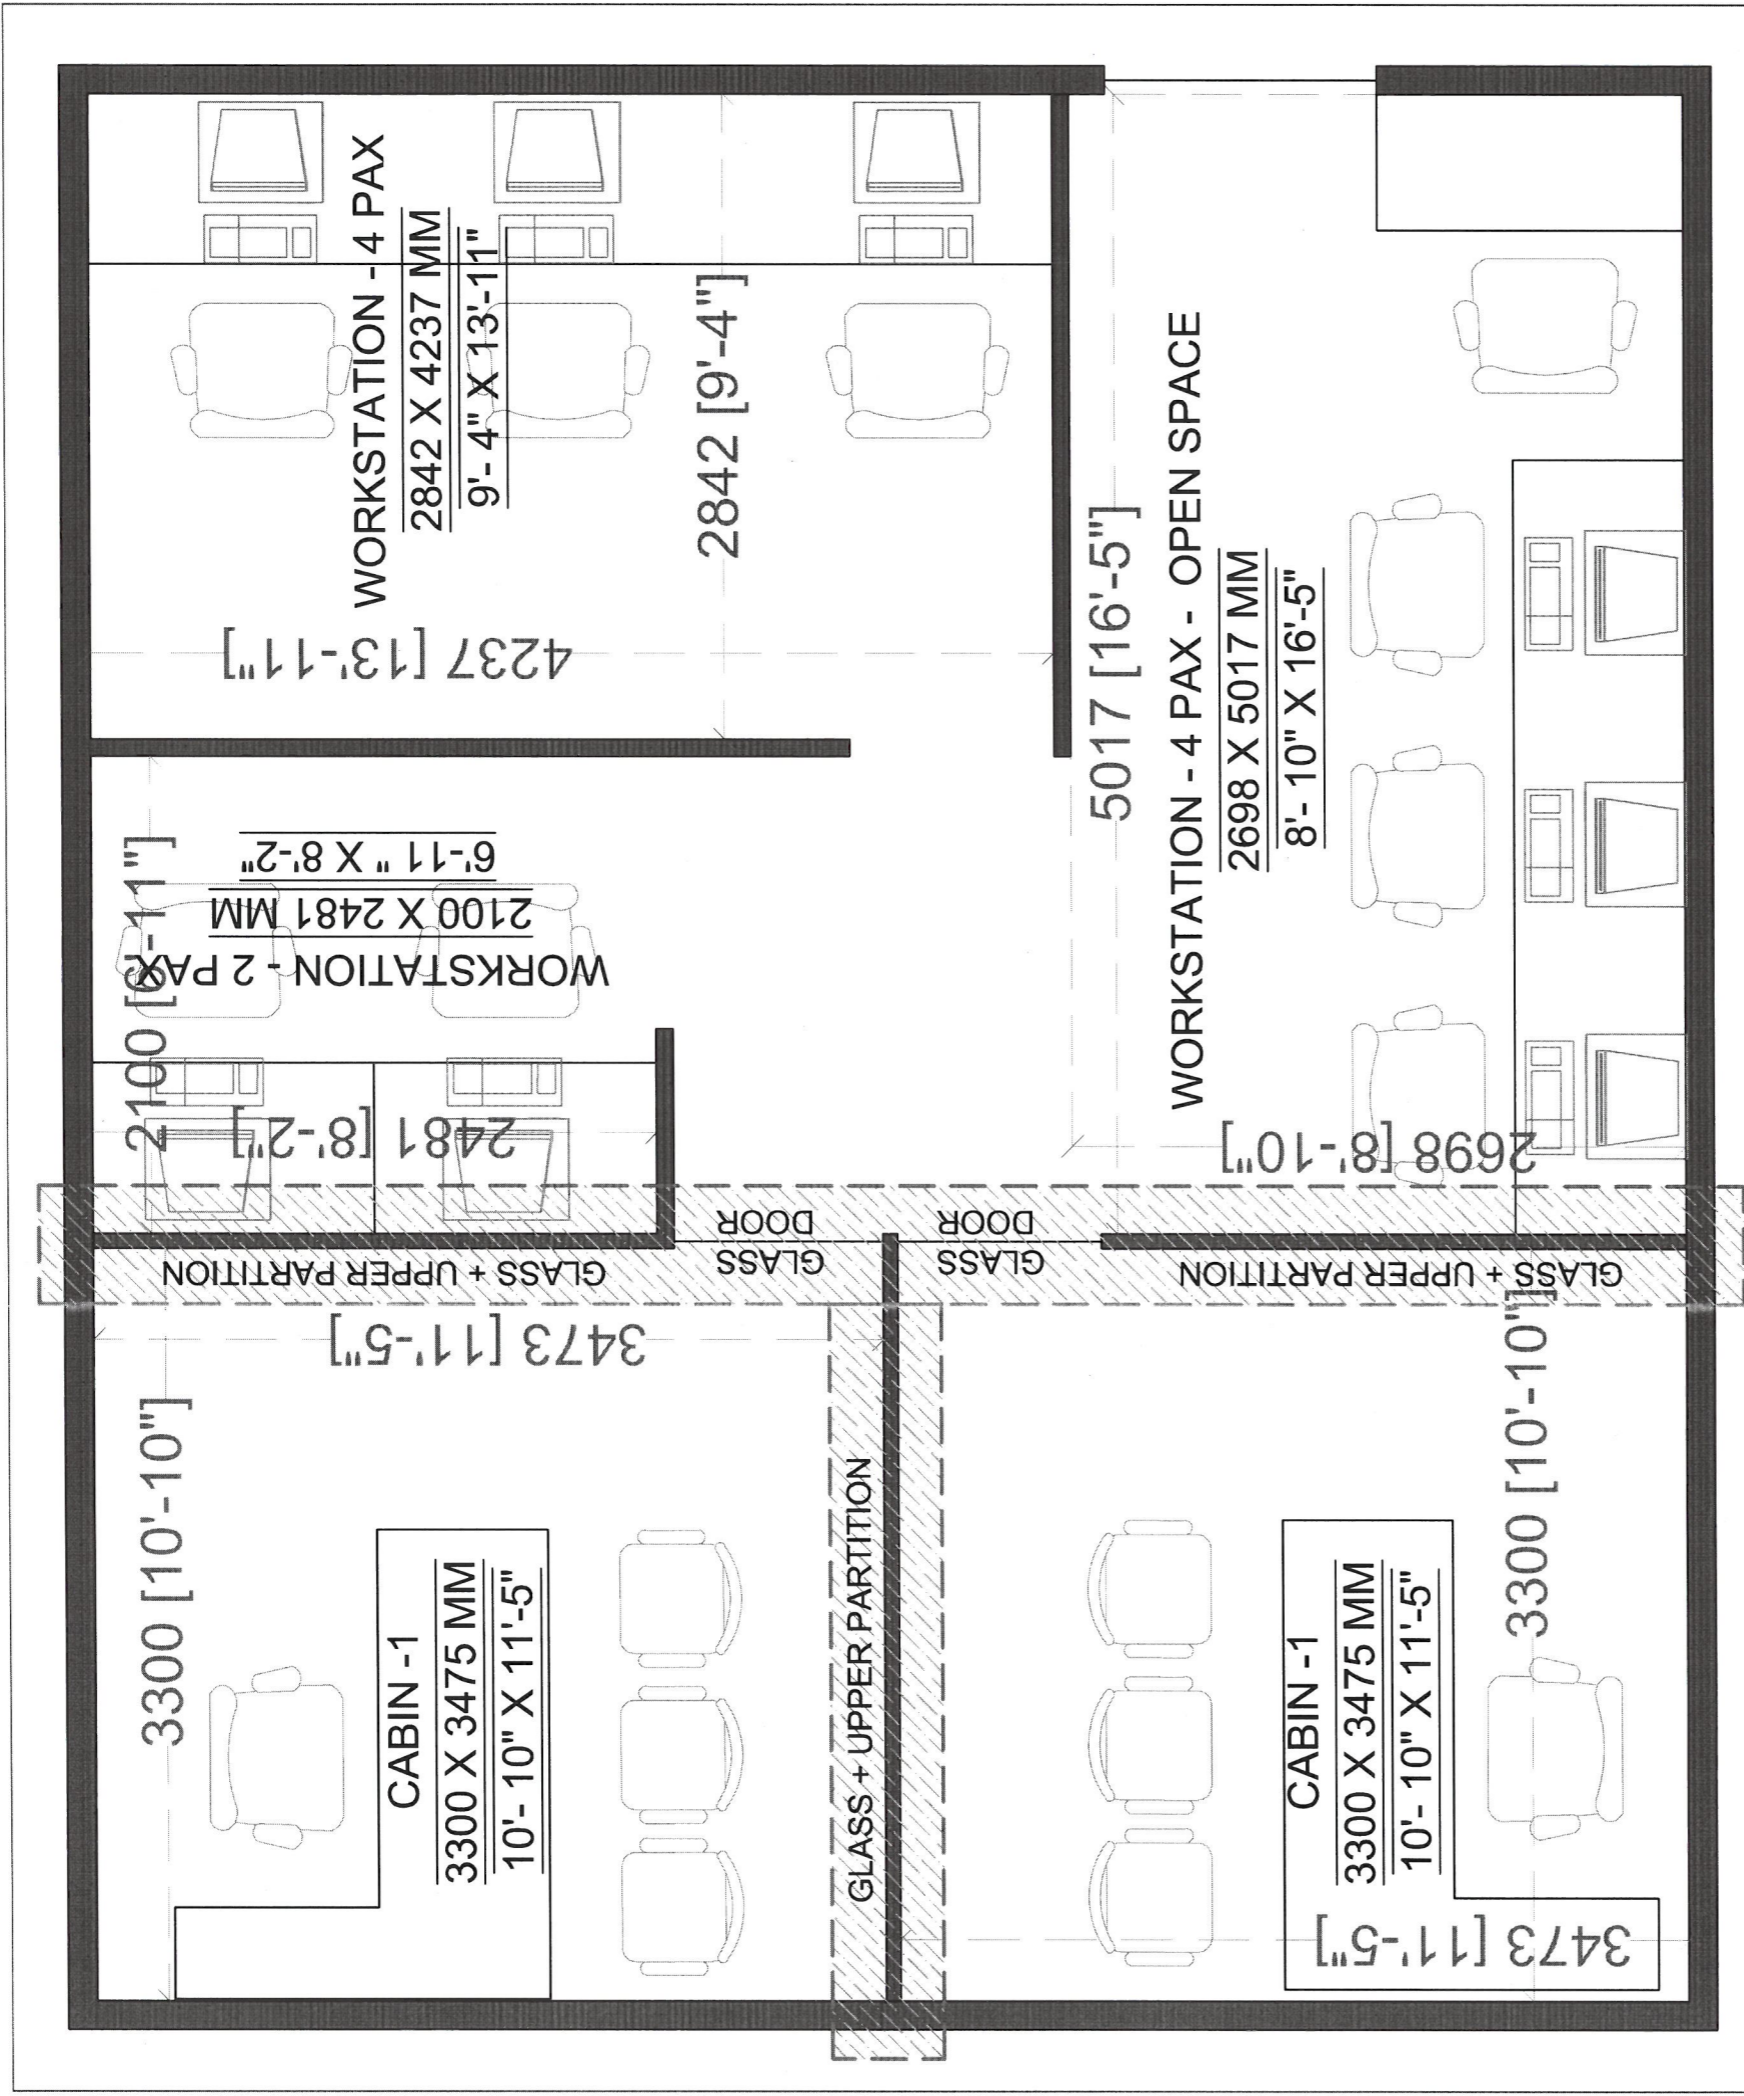 WORKSTATION - 4 PAX
2842 X 4237 MM
9'- 4" X 13'-11"
2842 [9'-4"]
4237 [13'-11"]
WORKSTATION - 2 PAX
2100 X 2481 MM
6'-11 " X 8'-2"
2100 [6'-11"]
2481 [8'-2"]
5017 [16'-5"]
WORKSTATION - 4 PAX - OPEN SPACE
2698 X 5017 MM
8'- 10" X 16'-5"
2698 [8'-10"]
GLASS + UPPER PARTITION
GLASS
DOOR
GLASS
DOOR
GLASS + UPPER PARTITION
3473 [11'-5"]
3300 [10'-10"]
CABIN -1
3300 X 3475 MM
10'- 10" X 11'-5"
GLASS + UPPER PARTITION
CABIN -1
3300 X 3475 MM
10'- 10" X 11'-5"
3300 [10'-10"]
3473 [11'-5"]